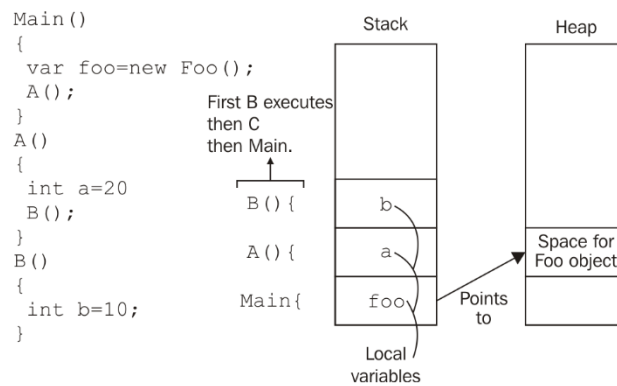 Main()
{
var foo=new Foo();
A();
}
A()
{
int a=20
B();
}
B()
{
int b=10;
}
First B executes
then C
then Main.
B(){
A(){
Main{
Stack
b
a
foo
Local
variables
Points
to
Heap
Space for
Foo object